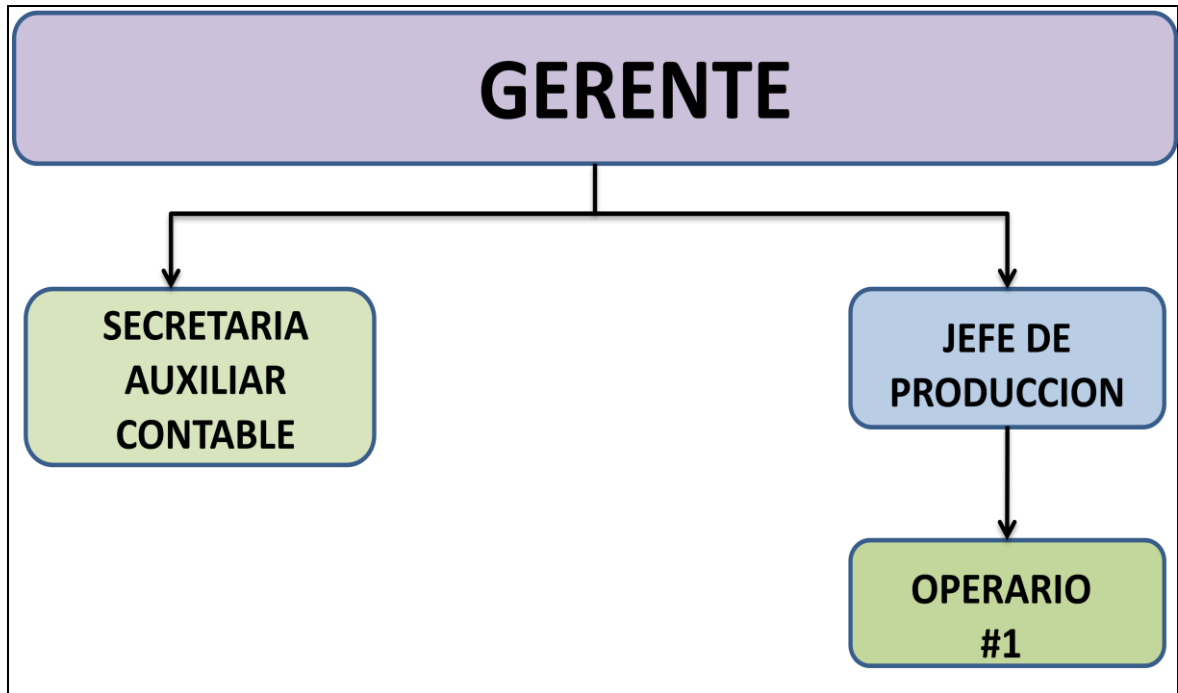 GERENTE
SECRETARIA
AUXILIAR
CONTABLE
JEFE DE
PRODUCCION
OPERARIO
#1